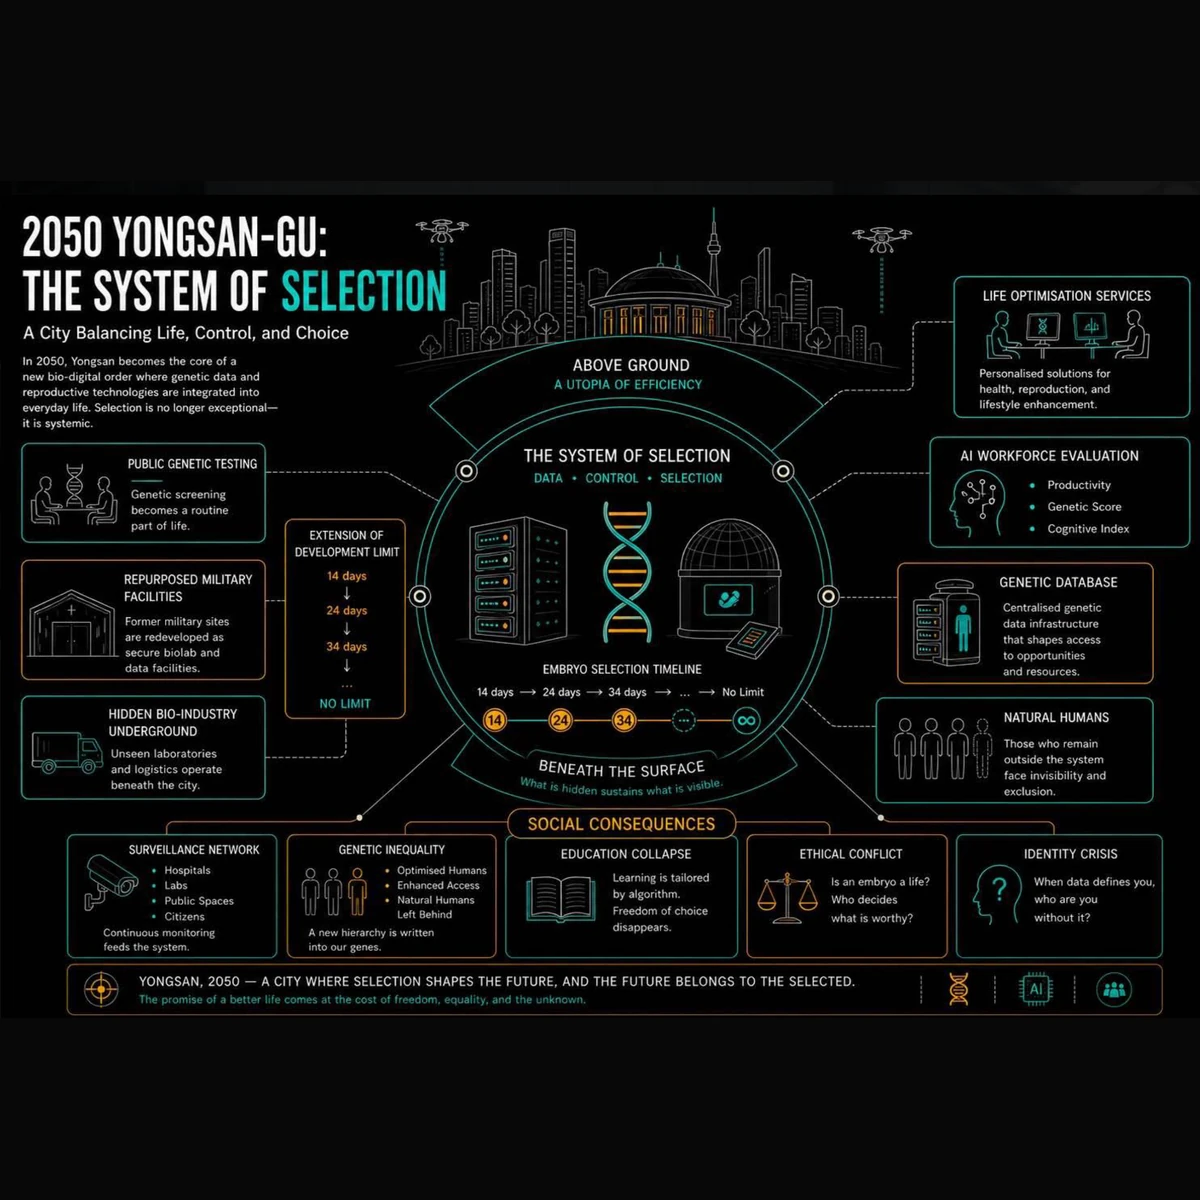 2050 YONGSAN-GU:
THE SYSTEM OF SELECTION
A City Balancing Life, Control, and Choice
In 2050, Yongsan becomes the core of a
new bio-digital order where genetic data and
reproductive technologies are integrated into
everyday life. Selection is no longer exceptional—
it is systemic.
PUBLIC GENETIC TESTING
Genetic screening
becomes a routine
part of life.
REPURPOSED MILITARY
FACILITIES
Former military sites
are redeveloped as
secure biolab and
data facilities.
HIDDEN BIO-INDUSTRY
UNDERGROUND
Unseen laboratories
and logistics operate
beneath the city.
EXTENSION OF
DEVELOPMENT LIMIT
14 days
↓
24 days
↓
34 days
↓
...
NO LIMIT
ABOVE GROUND
A UTOPIA OF EFFICIENCY
THE SYSTEM OF SELECTION
DATA • CONTROL • SELECTION
EMBRYO SELECTION TIMELINE
14 days → 24 days → 34 days → ... → No Limit
14 24 34 ... ∞
BENEATH THE SURFACE
What is hidden sustains what is visible.
LIFE OPTIMISATION SERVICES
Personalised solutions for
health, reproduction, and
lifestyle enhancement.
AI WORKFORCE EVALUATION
• Productivity
• Genetic Score
• Cognitive Index
GENETIC DATABASE
Centralised genetic
data infrastructure
that shapes access
to opportunities
and resources.
NATURAL HUMANS
Those who remain
outside the system
face invisibility and
exclusion.
SOCIAL CONSEQUENCES
SURVEILLANCE NETWORK
• Hospitals
• Labs
• Public Spaces
• Citizens
Continuous monitoring
feeds the system.
GENETIC INEQUALITY
• Optimised Humans
• Enhanced Access
• Natural Humans
Left Behind
A new hierarchy is written
into our genes.
EDUCATION COLLAPSE
Learning is tailored
by algorithm.
Freedom of choice
disappears.
ETHICAL CONFLICT
Is an embryo a life?
Who decides
what is worthy?
IDENTITY CRISIS
?
When data defines you,
who are you
without it?
YONGSAN, 2050 — A CITY WHERE SELECTION SHAPES THE FUTURE, AND THE FUTURE BELONGS TO THE SELECTED.
The promise of a better life comes at the cost of freedom, equality, and the unknown.
AI